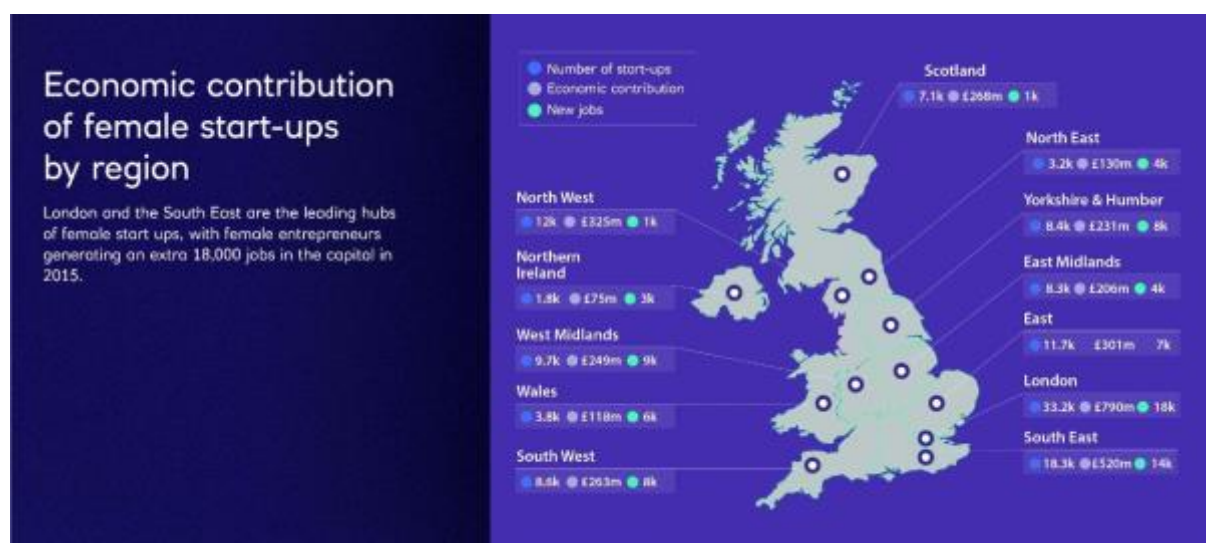 Economic contribution
of female start-ups
by region
London and the South East are the leading hubs
of female start ups, with female entrepreneurs
generating an extra 18,000 jobs in the capital in
2015.
Number of start-ups
Economic contribution
New jobs
Scotland
7.1k £268m 1k
North East
3.2k £130m 4k
North West
12k £325m 1k
Yorkshire & Humber
8.4k £231m 8k
Northern
Ireland
1.8k £75m 3k
East Midlands
8.3k £206m 4k
East
11.7k £301m 7k
West Midlands
9.7k £249m 9k
London
33.2k £790m 18k
Wales
3.8k £118m 6k
South East
18.3k £520m 14k
South West
8.6k £263m 8k